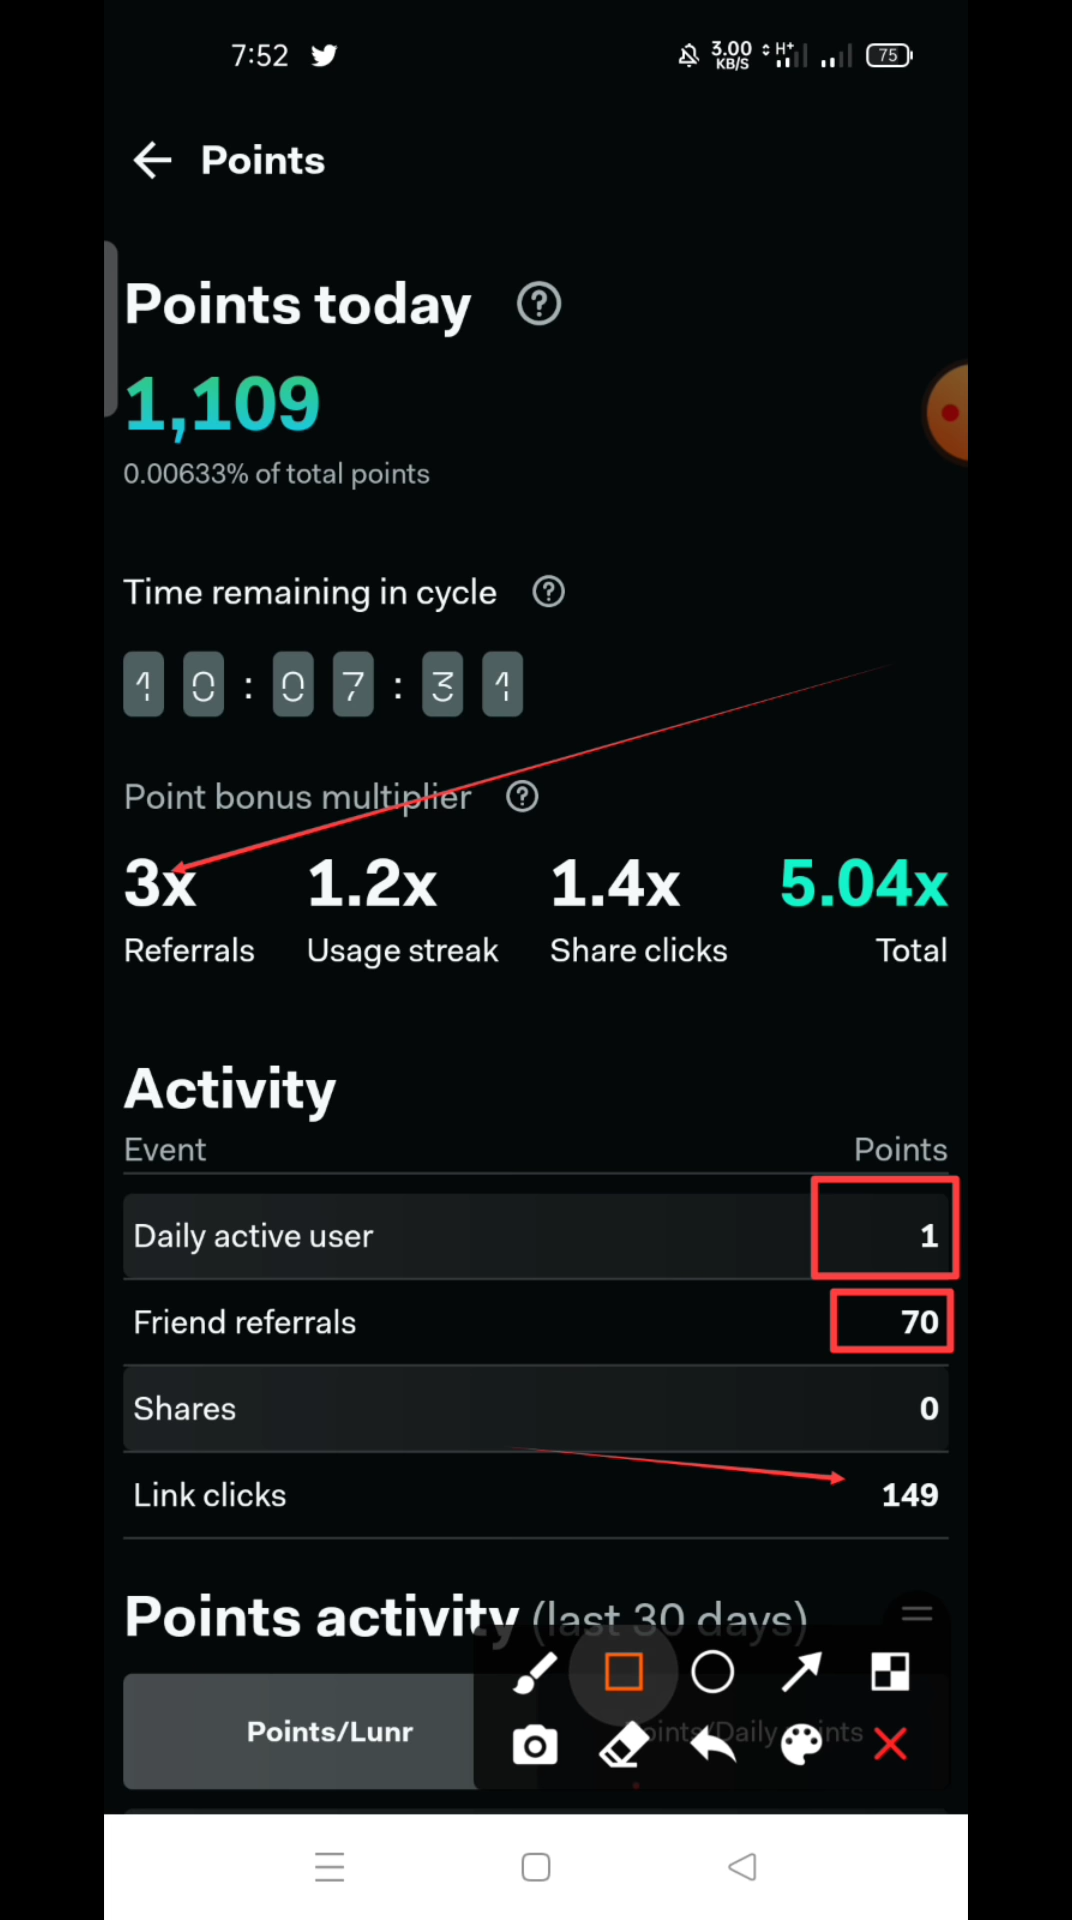 7:52 3.00 KB/S H+ 75
Points
Points today
1,109
0.00633% of total points
Time remaining in cycle
10:07:31
Point bonus multiplier
3x 1.2x 1.4x 5.04x
Referrals Usage streak Share clicks Total
Activity
Event Points
Daily active user 1
Friend referrals 70
Shares 0
Link clicks 149
Points activity (last 30 days)
Points/Lunr Points/Daily